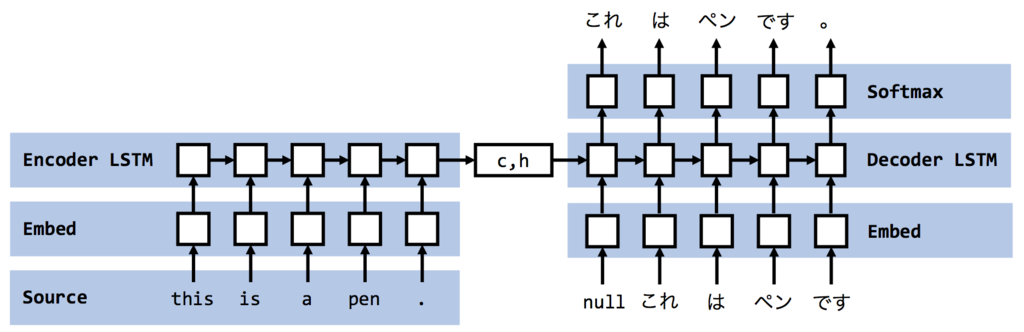 これ は ペン です 。
Softmax
Encoder LSTM
c,h
Decoder LSTM
Embed
Embed
Source this is a pen .
null これ は ペン です